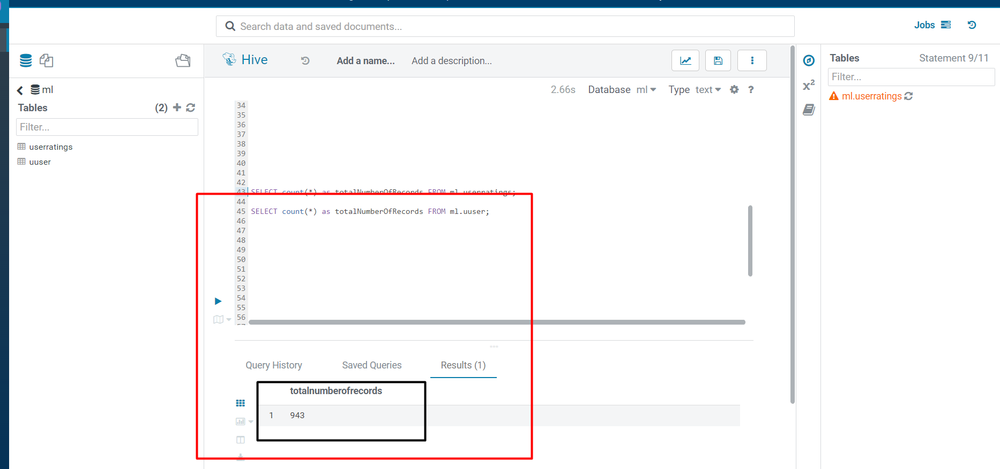 Search data and saved documents...
Jobs
ml
Tables (2)
Filter...
userratings
uuser
Hive Add a name... Add a description...
2.66s Database ml Type text ?
34
35
36
37
38
39
40
41
42
43 SELECT count(*) as totalNumberOfRecords FROM ml.userratings;
44
45 SELECT count(*) as totalNumberOfRecords FROM ml.uuser;
46
47
48
49
50
51
52
53
54
55
56
57
Query History Saved Queries Results (1)
totalnumberofrecords
1 943
Tables Statement 9/11
Filter...
x²
ml.userratings